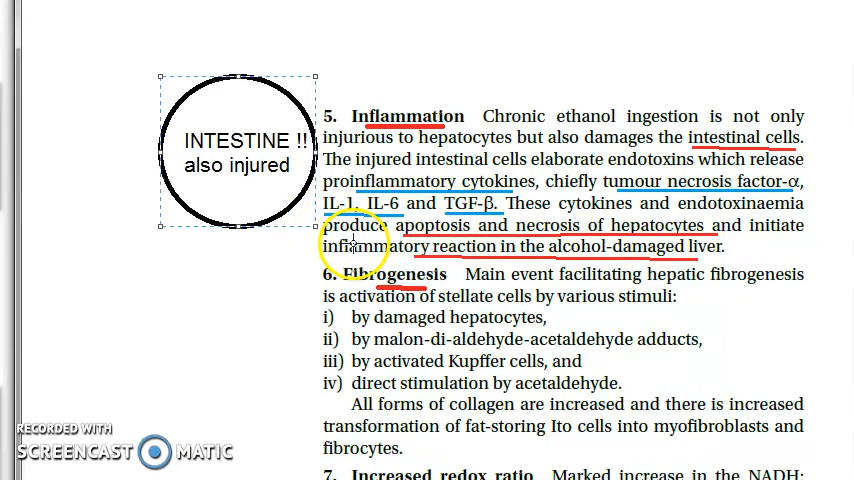 INTESTINE !!
also injured
5. Inflammation Chronic ethanol ingestion is not only
injurious to hepatocytes but also damages the intestinal cells.
The injured intestinal cells elaborate endotoxins which release
proinflammatory cytokines, chiefly tumour necrosis factor-α,
IL-1, IL-6 and TGF-β. These cytokines and endotoxinaemia
produce apoptosis and necrosis of hepatocytes and initiate
inflammatory reaction in the alcohol-damaged liver.
6. Fibrogenesis Main event facilitating hepatic fibrogenesis
is activation of stellate cells by various stimuli:
i) by damaged hepatocytes,
ii) by malon-di-aldehyde-acetaldehyde adducts,
iii) by activated Kupffer cells, and
iv) direct stimulation by acetaldehyde.
All forms of collagen are increased and there is increased
transformation of fat-storing Ito cells into myofibroblasts and
fibrocytes.
7. Increased redox ratio Marked increase in the NADH:
RECORDED WITH
SCREENCAST MATIC